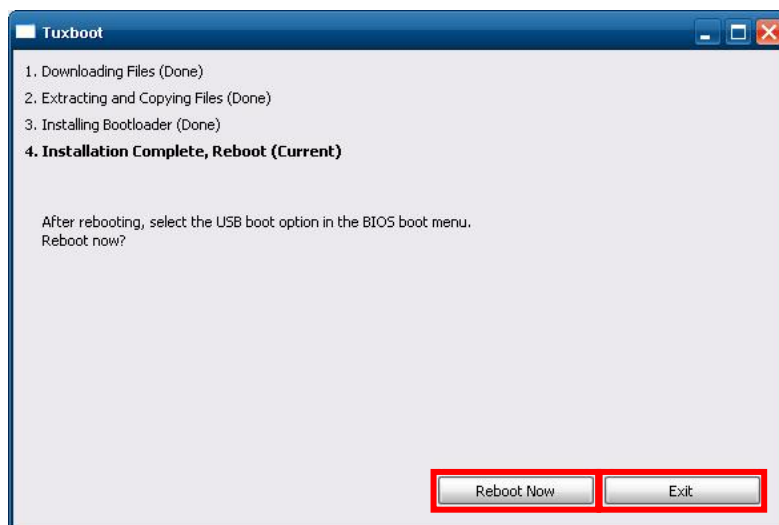 Tuxboot
1. Downloading Files (Done)
2. Extracting and Copying Files (Done)
3. Installing Bootloader (Done)
4. Installation Complete, Reboot (Current)
After rebooting, select the USB boot option in the BIOS boot menu.
Reboot now?
Reboot Now
Exit